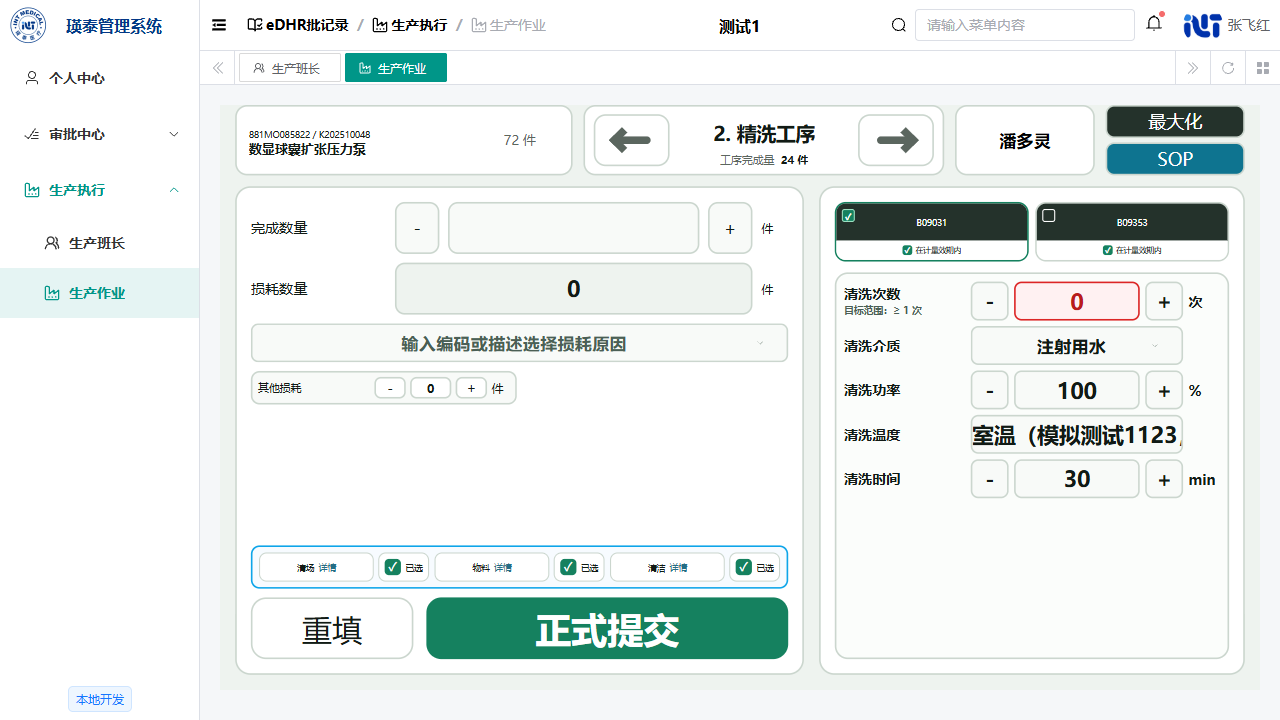 瑛泰管理系统
eDHR批记录 / 生产执行 / 生产作业
测试1
请输入菜单内容
张飞红
个人中心
审批中心
生产执行
生产班长
生产作业
本地开发
生产班长
生产作业
881MO085822 / K202510048
数显球囊扩张压力泵
72 件
2. 精洗工序
工序完成量 24 件
潘多灵
最大化
SOP
完成数量
-
+
件
损耗数量
0
件
输入编码或描述选择损耗原因
其他损耗
-
0
+
件
清场 详情
已选
物料 详情
已选
清洁 详情
已选
重填
正式提交
B09031
在计量效期内
B09353
在计量效期内
清洗次数
目标范围：≥ 1 次
-
0
+
次
清洗介质
注射用水
清洗功率
-
100
+
%
清洗温度
室温（模拟测试1123,
清洗时间
-
30
+
min